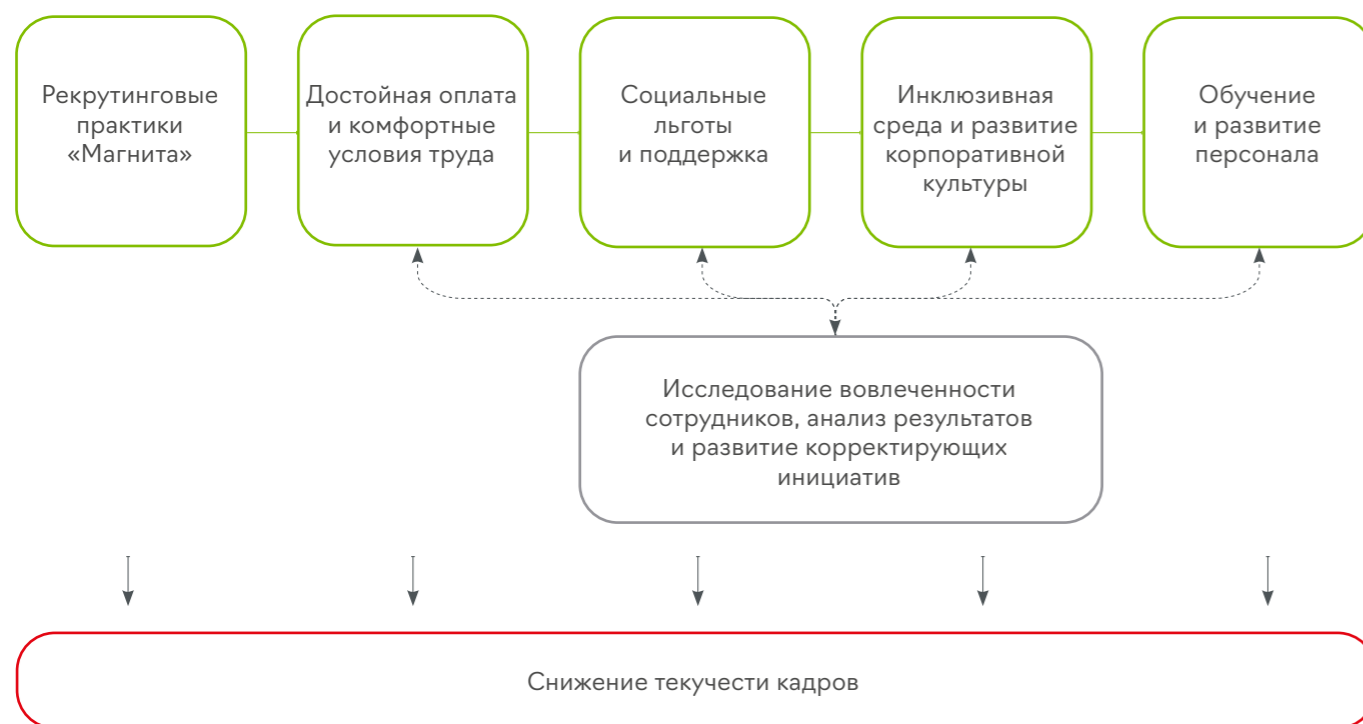 Рекрутинговые
практики
«Магнита»
Достойная оплата
и комфортные
условия труда
Социальные
льготы
и поддержка
Инклюзивная
среда и развитие
корпоративной
культуры
Обучение
и развитие
персонала
Исследование вовлеченности
сотрудников, анализ результатов
и развитие корректирующих
инициатив
Снижение текучести кадров